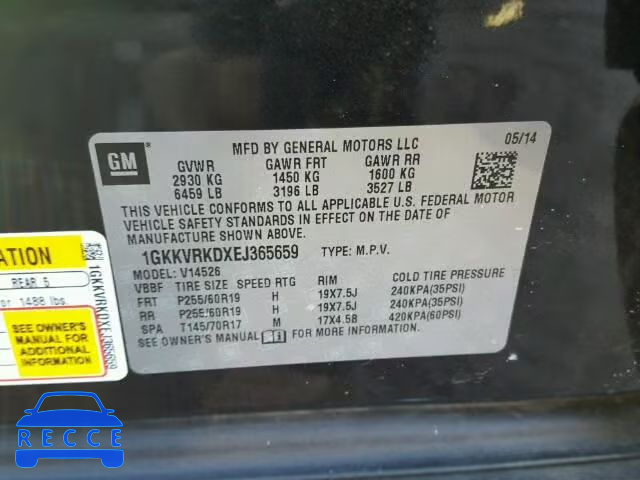 GM
MFD BY GENERAL MOTORS LLC 05/14
GVWR GAWR FRT GAWR RR
2930 KG 1450 KG 1600 KG
6459 LB 3196 LB 3527 LB
THIS VEHICLE CONFORMS TO ALL APPLICABLE U.S. FEDERAL MOTOR
VEHICLE SAFETY STANDARDS IN EFFECT ON THE DATE OF
MANUFACTURE SHOWN ABOVE.
1GKKVRKDXEJ365659 TYPE: M.P.V.
MODEL: V14526
VBBF TIRE SIZE SPEED RTG RIM COLD TIRE PRESSURE
FRT P255/60R19 H 19X7.5J 240KPA(35PSI)
RR P255/60R19 H 19X7.5J 240KPA(35PSI)
SPA T145/70R17 M 17X4.5B 420KPA(60PSI)
SEE OWNER'S MANUAL FOR MORE INFORMATION.
REAR 5
or 1488 lbs.
SEE OWNER'S
MANUAL FOR
ADDITIONAL
INFORMATION
1GKKVRKDXEJ365659
RECCE